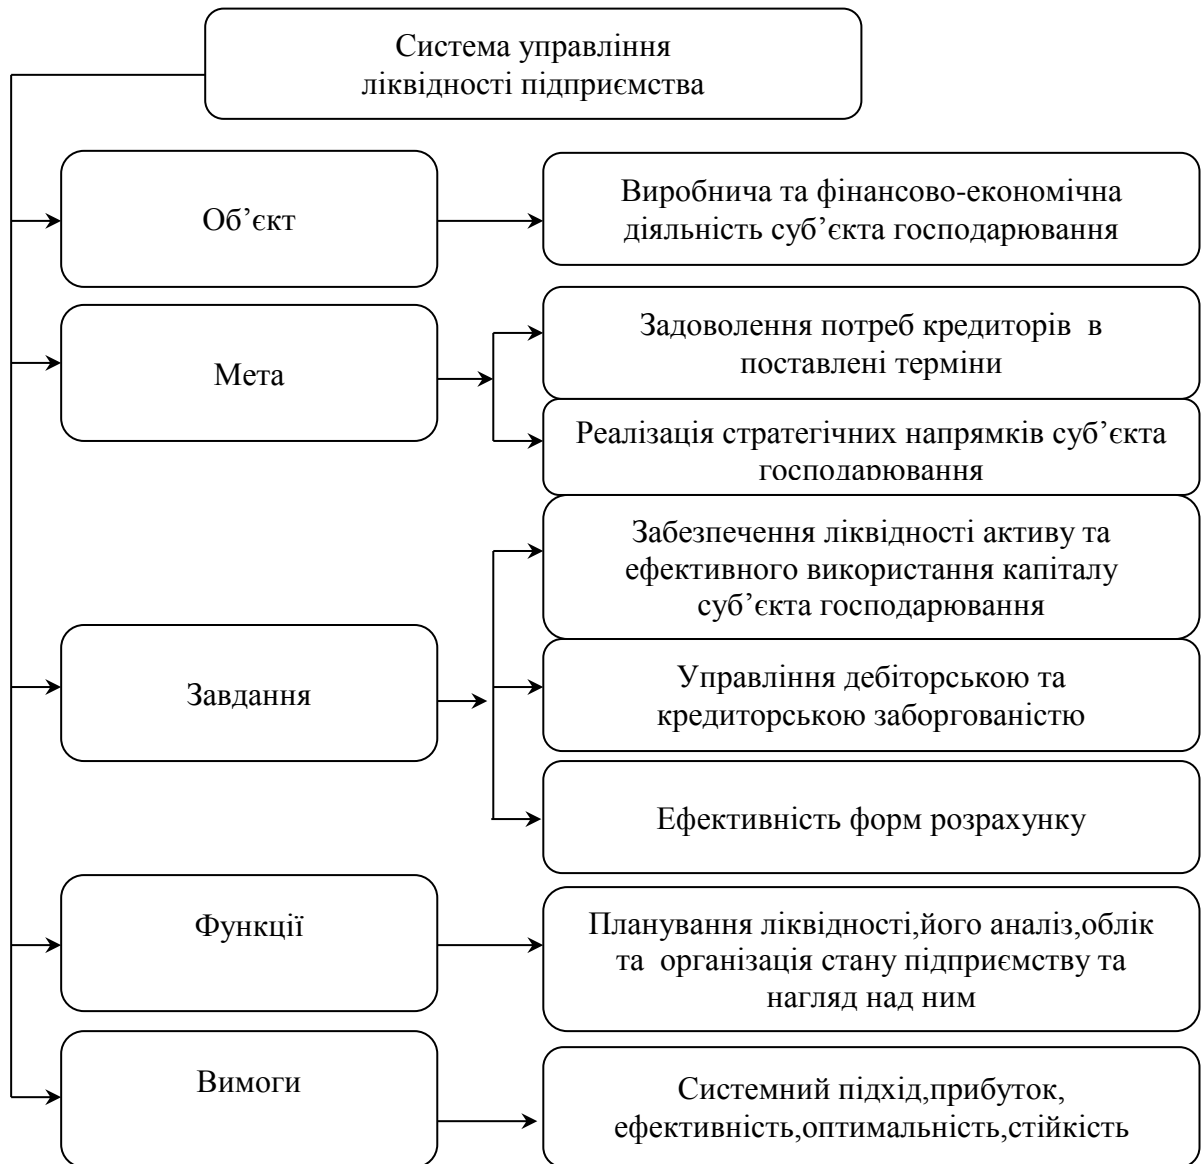 Система управління
ліквідності підприємства
Об’єкт
Виробнича та фінансово-економічна
діяльність суб’єкта господарювання
Мета
Задоволення потреб кредиторів  в
поставлені терміни
Реалізація стратегічних напрямків суб’єкта
господарювання
Завдання
Забезпечення ліквідності активу та
ефективного використання капіталу
суб’єкта господарювання
Управління дебіторською та
кредиторською заборгованістю
Ефективність форм розрахунку
Функції
Планування ліквідності,його аналіз,облік
та  організація стану підприємству та
нагляд над ним
Вимоги
Системний підхід,прибуток,
ефективність,оптимальність,стійкість